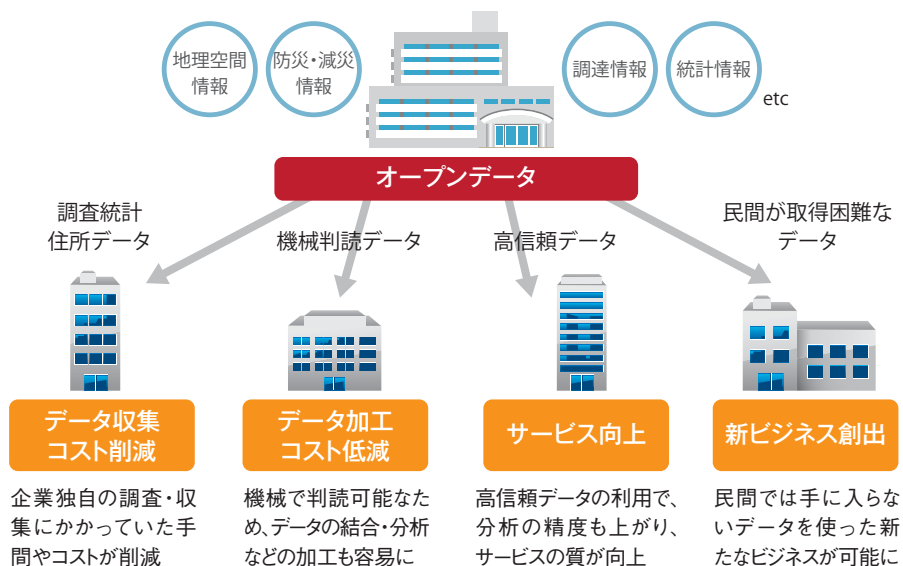 地理空間
情報
防災・減災
情報
調達情報
統計情報
etc
オープンデータ
調査統計
住所データ
機械判読データ
高信頼データ
民間が取得困難な
データ
データ収集
コスト削減
企業独自の調査・収
集にかかっていた手
間やコストが削減
データ加工
コスト低減
機械で判読可能なた
め、データの結合・分析
などの加工も容易に
サービス向上
高信頼データの利用で、
分析の精度も上がり、
サービスの質が向上
新ビジネス創出
民間では手に入らな
いデータを使った新
たなビジネスが可能に